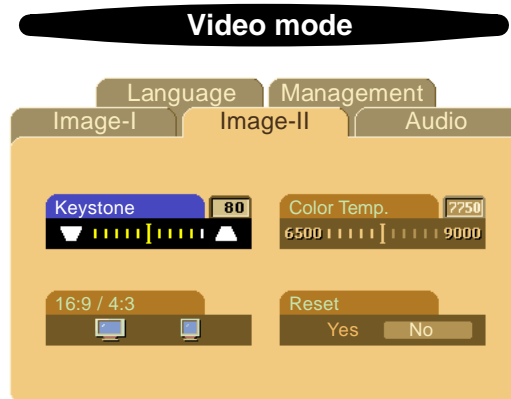 Video mode
Language Management
Image-I Image-II Audio
Keystone 80
Color Temp. 7750
6500 9000
16:9 / 4:3
Reset
Yes No